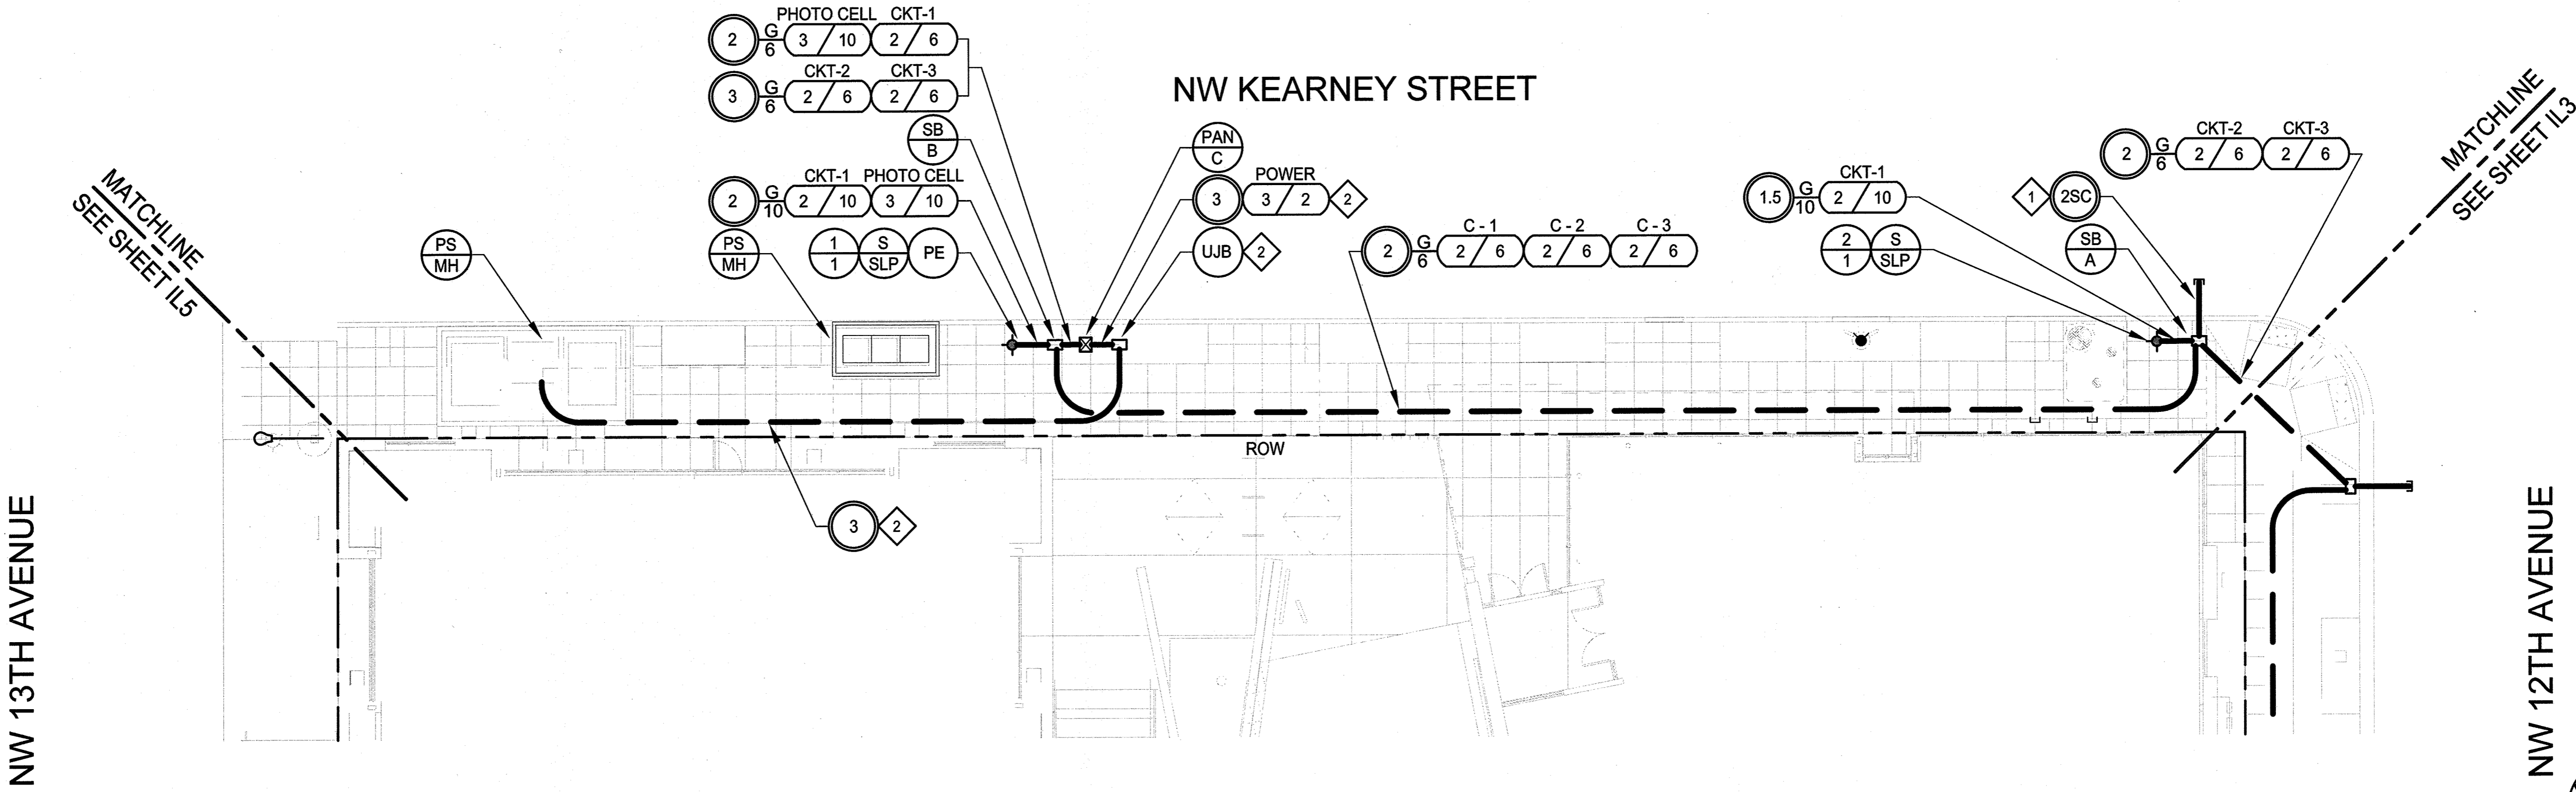 PHOTO CELL CKT-1
2 G 6 3 / 10 2 / 6
CKT-2 CKT-3
3 G 6 2 / 6 2 / 6
NW KEARNEY STREET
SB
B
PAN
C
CKT-1 PHOTO CELL
2 G 10 2 / 10 3 / 10
POWER
3 3 / 2 2
PS
MH
PS
MH
1
1
S
SLP
PE
UJB 2
C - 1 C - 2 C - 3
2 G 6 2 / 6 2 / 6 2 / 6
CKT-1
1.5 G 10 2 / 10
2
1
S
SLP
1 2SC
SB
A
CKT-2 CKT-3
2 G 6 2 / 6 2 / 6
MATCHLINE
SEE SHEET IL5
MATCHLINE
SEE SHEET IL3
ROW
3 2
NW 13TH AVENUE
NW 12TH AVENUE